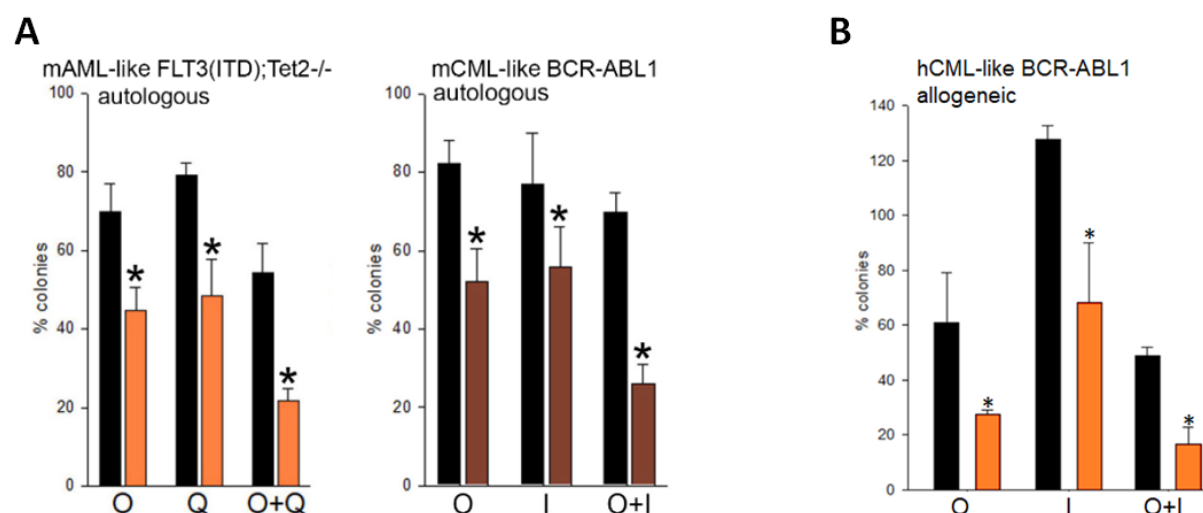 A
mAML-like FLT3(ITD);Tet2-/-
autologous
% colonies
100
80
60
40
20
0
*
*
*
O
Q
O+Q
mCML-like BCR-ABL1
autologous
% colonies
100
80
60
40
20
0
*
*
*
O
I
O+I
B
hCML-like BCR-ABL1
allogeneic
% colonies
140
120
100
80
60
40
20
0
*
*
*
O
I
O+I